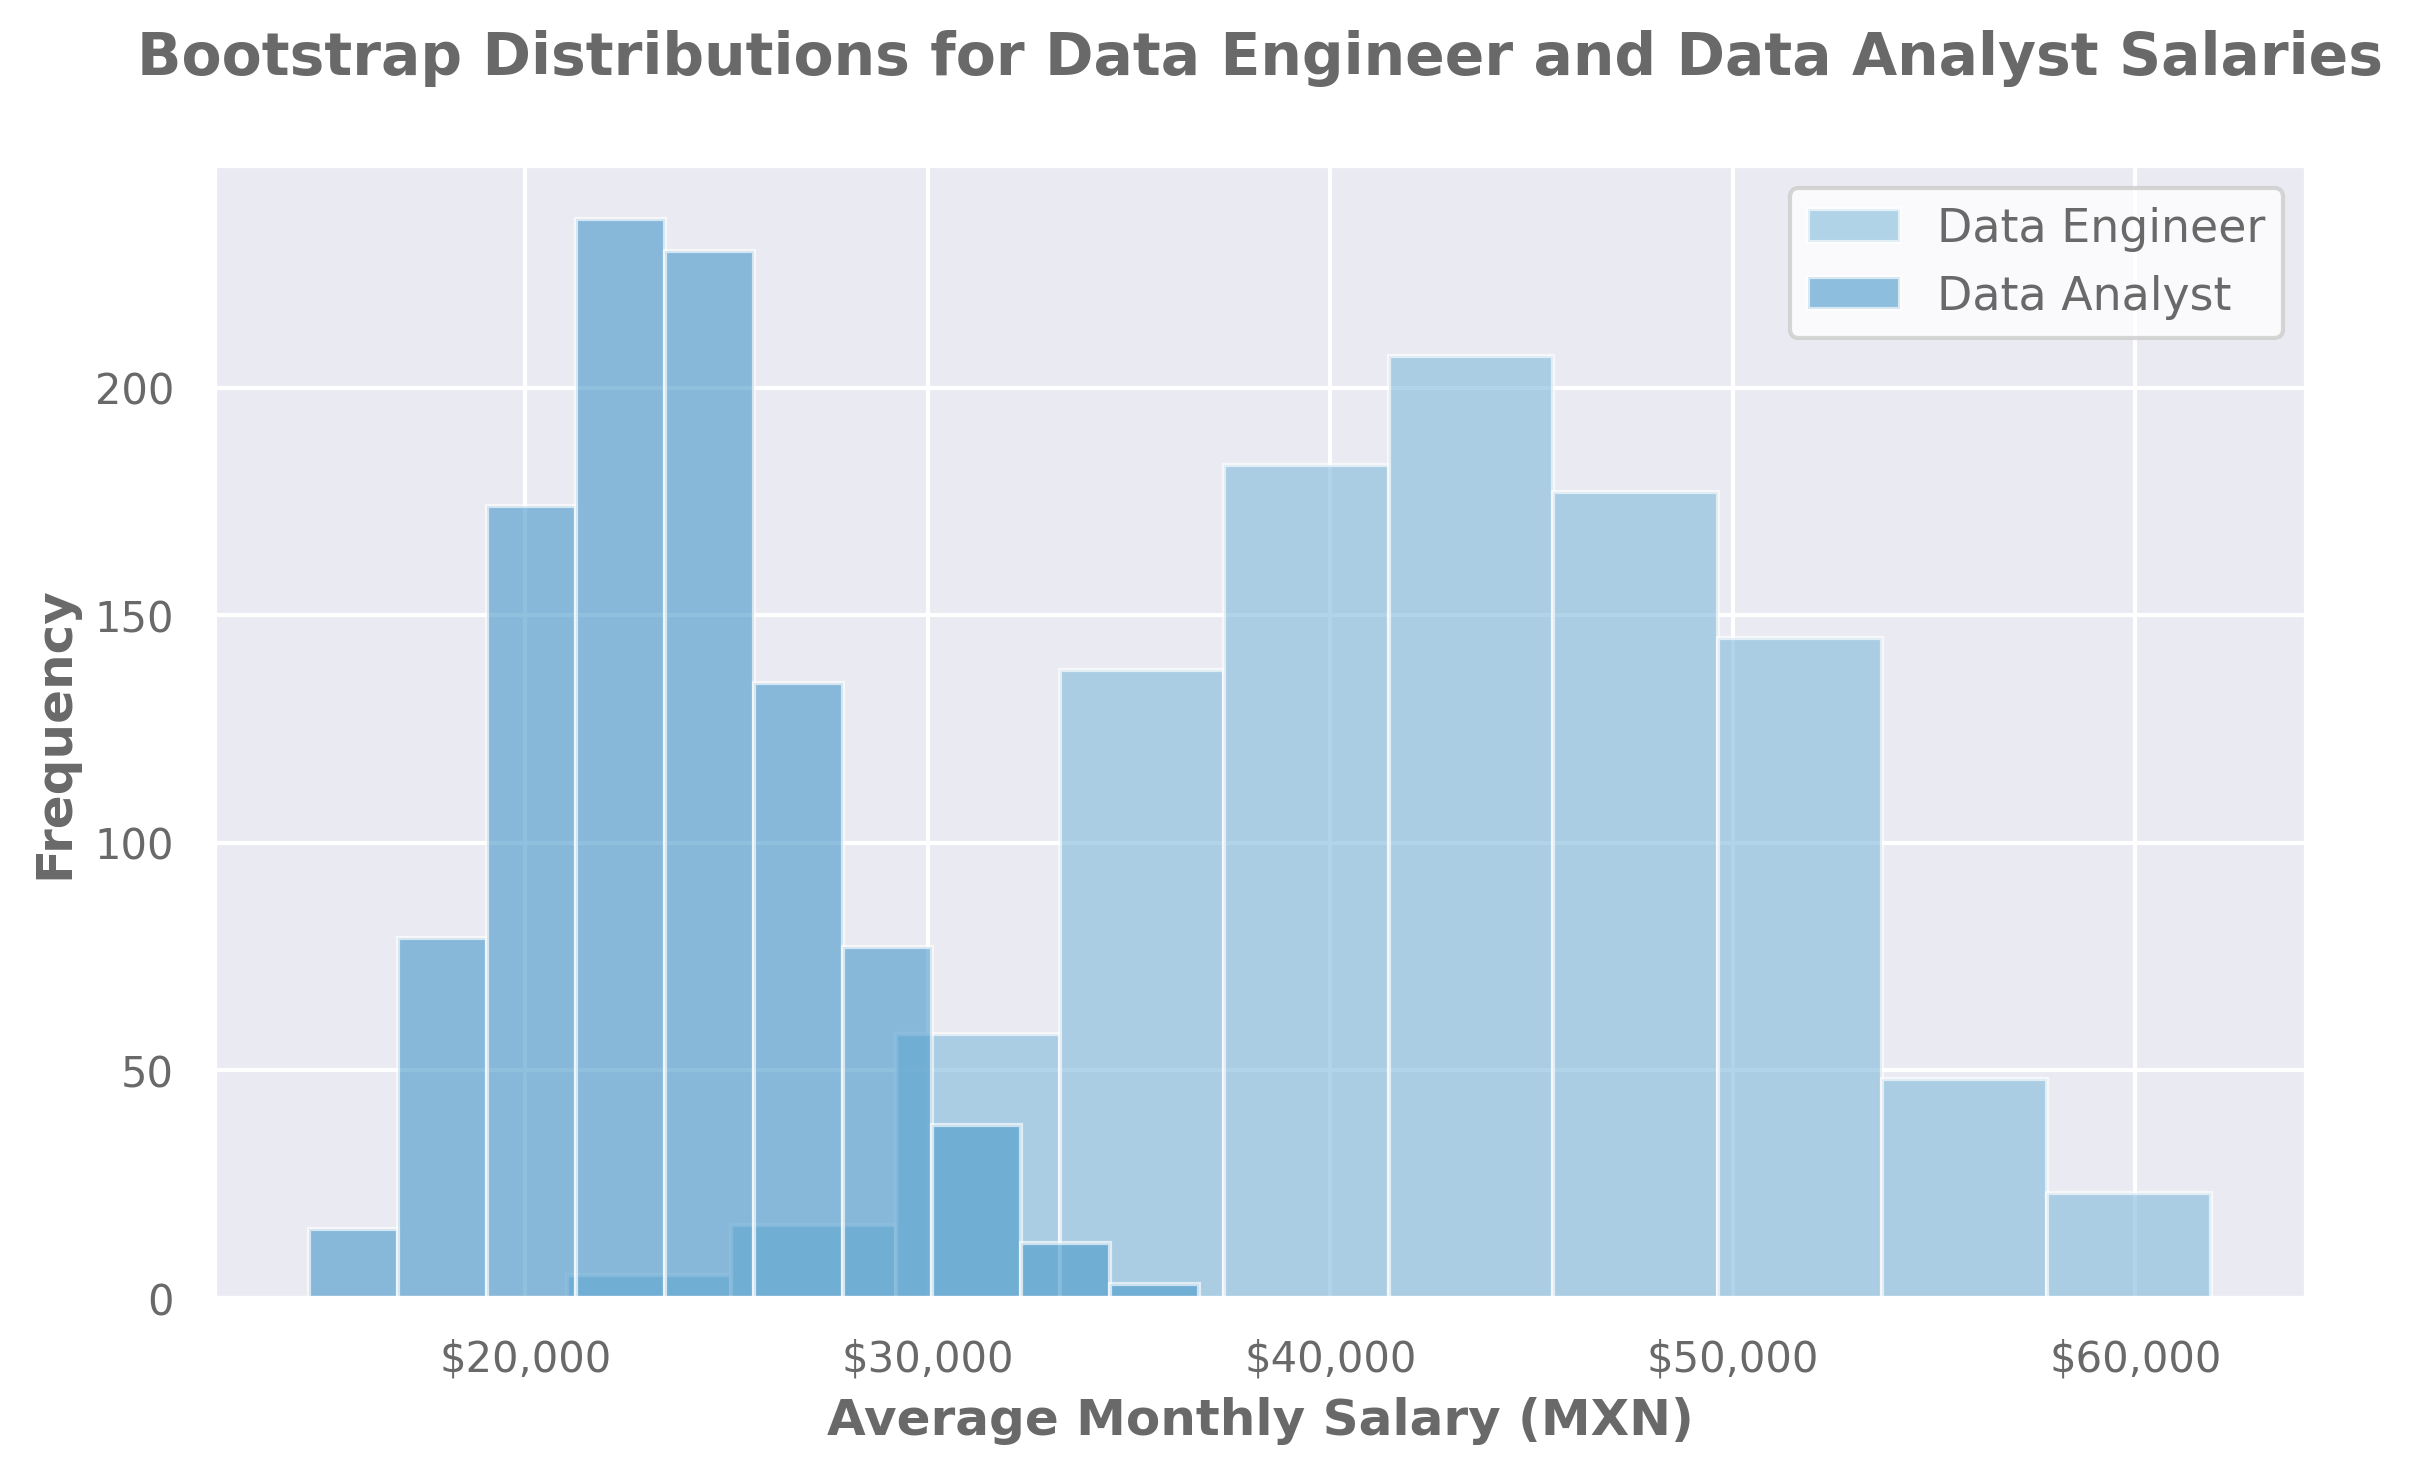 Bootstrap Distributions for Data Engineer and Data Analyst Salaries
Data Engineer
Data Analyst
Frequency
200
150
100
50
0
$20,000
$30,000
$40,000
$50,000
$60,000
Average Monthly Salary (MXN)